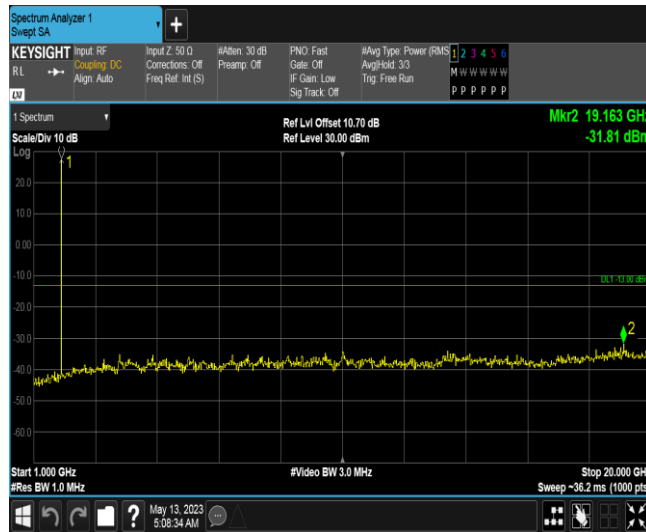 Spectrum Analyzer 1
Swept SA
+
KEYSIGHT
RL
LXI
Input: RF
Coupling: DC
Align: Auto
Input Z: 50 Ω
Corrections: Off
Freq Ref: Int (S)
#Atten: 30 dB
Preamp: Off
PNO: Fast
Gate: Off
IF Gain: Low
Sig Track: Off
#Avg Type: Power (RMS
Avg|Hold: 3/3
Trig: Free Run
1 2 3 4 5 6
M W W W W W
P P P P P P
1 Spectrum
Scale/Div 10 dB
Log
Ref Lvl Offset 10.70 dB
Ref Level 30.00 dBm
Mkr2 19.163 GHz
-31.81 dBm
1
20.0
10.0
0.00
-10.0
DL1 -13.00 dBm
-20.0
-30.0
2
-40.0
-50.0
-60.0
Start 1.000 GHz
#Res BW 1.0 MHz
#Video BW 3.0 MHz
Stop 20.000 GHz
Sweep ~36.2 ms (1000 pts)
?
May 13, 2023
5:08:34 AM